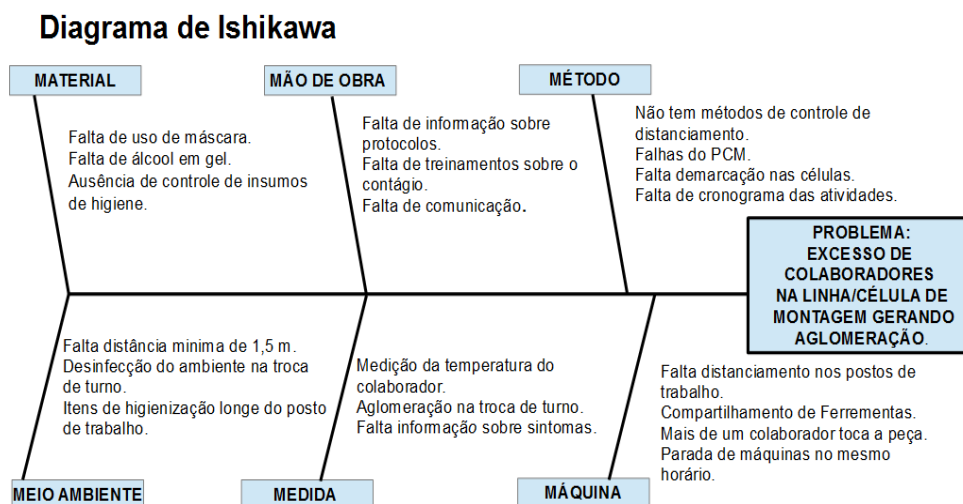 Diagrama de Ishikawa
MATERIAL
MÃO DE OBRA
MÉTODO
Falta de uso de máscara.
Falta de álcool em gel.
Ausência de controle de insumos
de higiene.
Falta de informação sobre
protocolos.
Falta de treinamentos sobre o
contágio.
Falta de comunicação.
Não tem métodos de controle de
distanciamento.
Falhas do PCM.
Falta demarcação nas células.
Falta de cronograma das atividades.
PROBLEMA:
EXCESSO DE
COLABORADORES
NA LINHA/CÉLULA DE
MONTAGEM GERANDO
AGLOMERAÇÃO.
Falta distância minima de 1,5 m.
Desinfecção do ambiente na troca
de turno.
Itens de higienização longe do posto
de trabalho.
Medição da temperatura do
colaborador.
Aglomeração na troca de turno.
Falta informação sobre sintomas.
Falta distanciamento nos postos de
trabalho.
Compartilhamento de Ferrementas.
Mais de um colaborador toca a peça.
Parada de máquinas no mesmo
horário.
MEIO AMBIENTE
MEDIDA
MÁQUINA